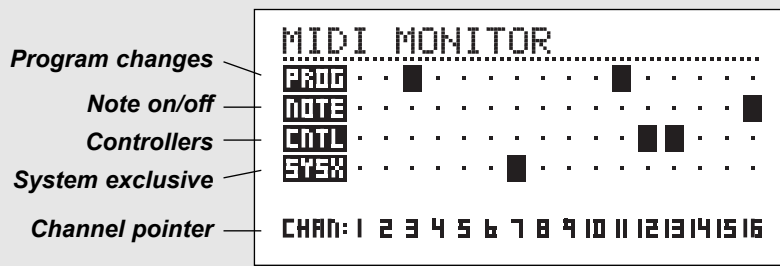 MIDI MONITOR
Program changes PROG
Note on/off NOTE
Controllers CNTL
System exclusive SYSX
Channel pointer CHAN: 1 2 3 4 5 6 7 8 9 10 11 12 13 14 15 16